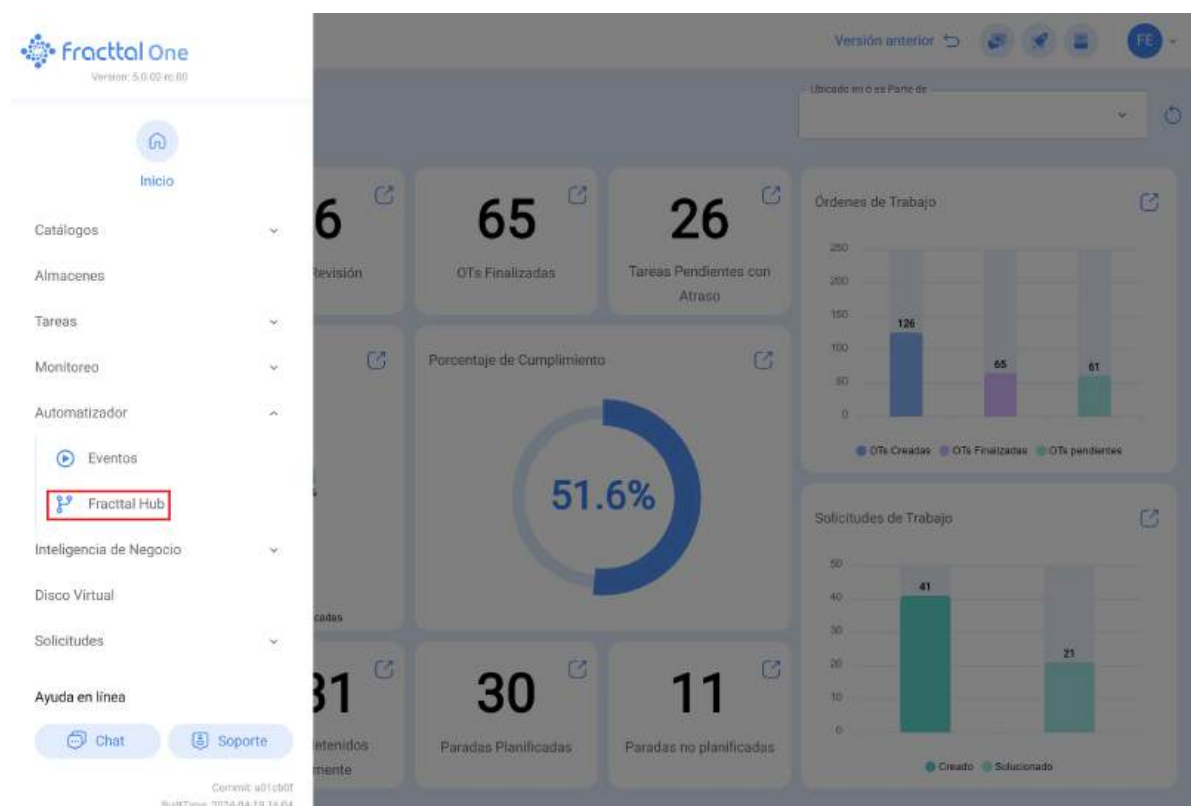 fracttal One
Version: 5.0.02-rc.00
Inicio
Catálogos
Almacenes
Tareas
Monitoreo
Automatizador
Eventos
Fracttal Hub
Inteligencia de Negocio
Disco Virtual
Solicitudes
Ayuda en línea
Chat
Soporte
Commit: a01cb0f
Versión anterior
FE
Ubicado en ó es Parte de
6
Revisión
65
OTs Finalizadas
26
Tareas Pendientes con
Atraso
Órdenes de Trabajo
250
200
150
100
50
0
126
65
61
OTs Creadas
OTs Finalizadas
OTs pendientes
Porcentaje de Cumplimiento
51.6%
Solicitudes de Trabajo
50
40
30
20
10
0
41
21
Creado
Solucionado
31
30
Paradas Planificadas
11
Paradas no planificadas